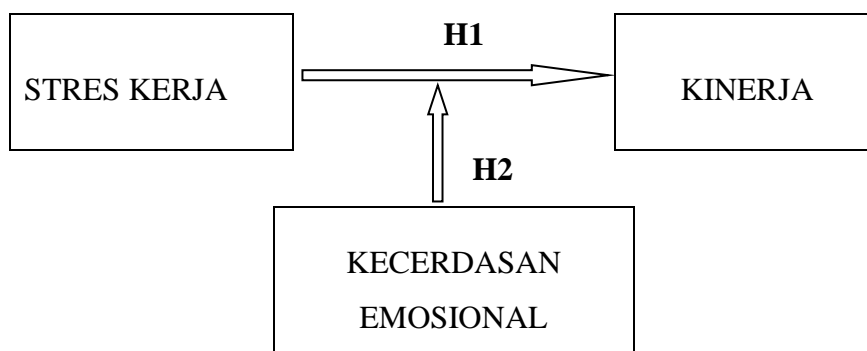 H1
STRES KERJA
KINERJA
H2
KECERDASAN
EMOSIONAL